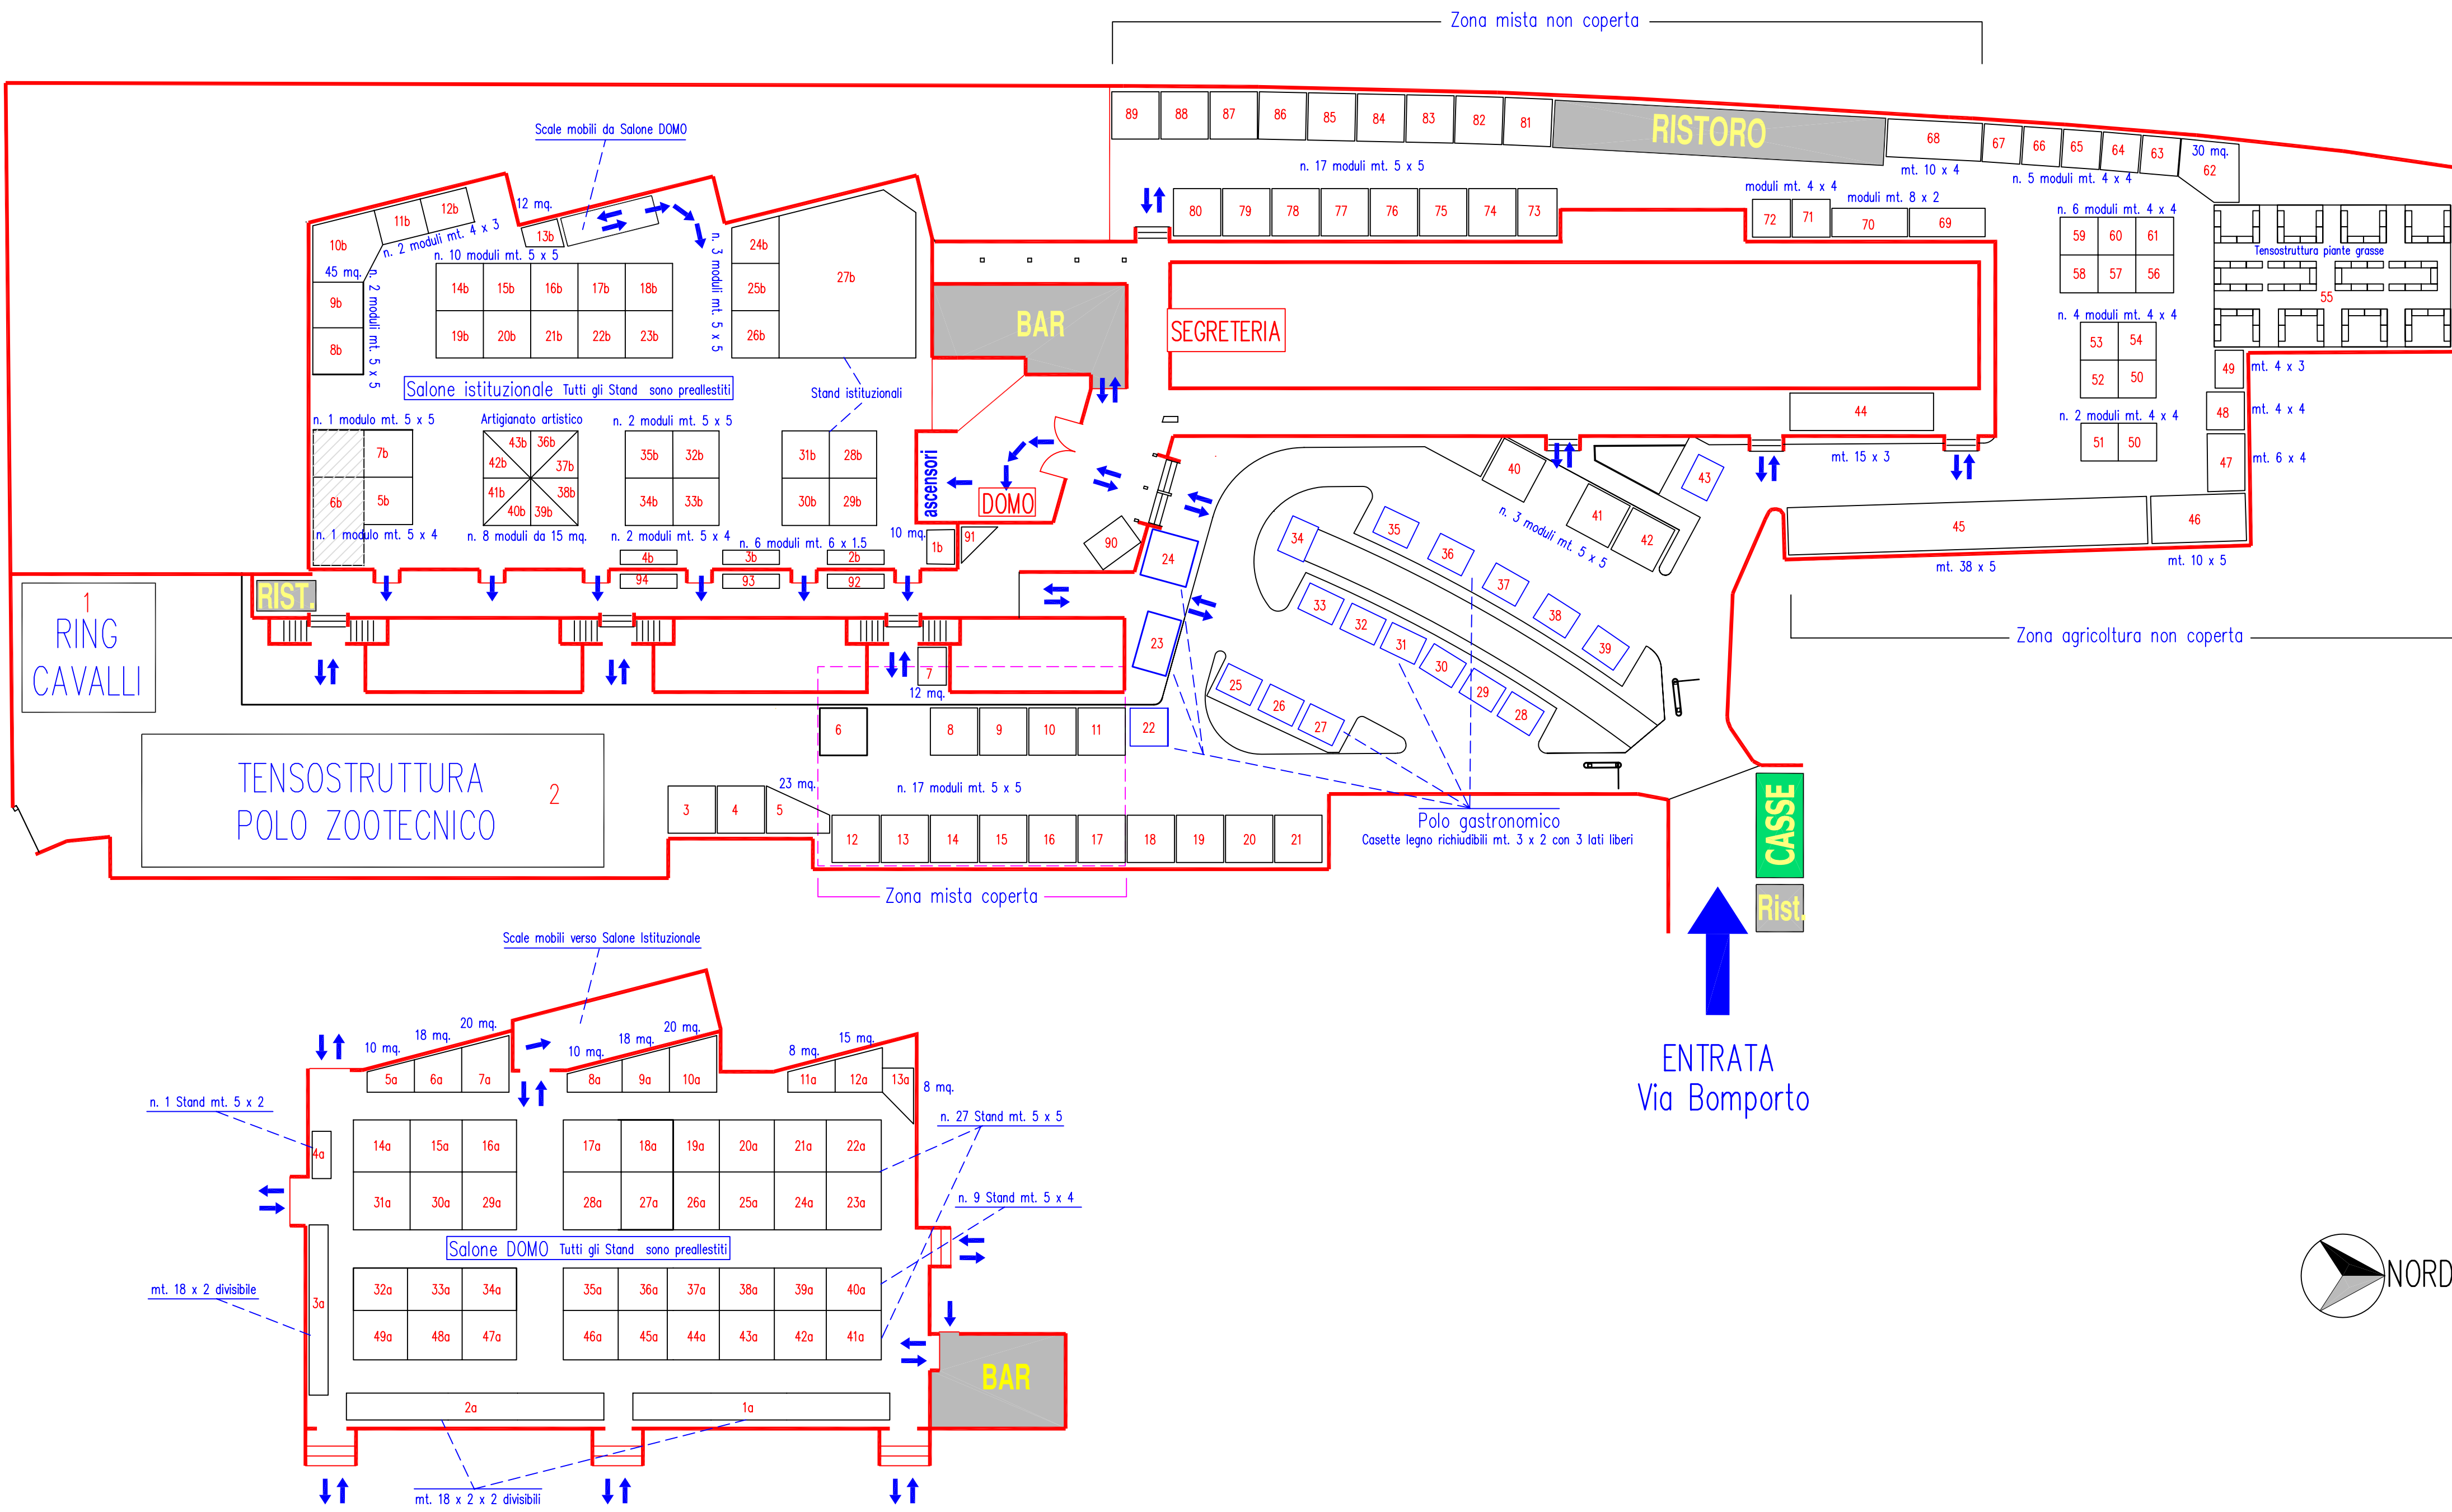 Zona mista non coperta
89 88 87 86 85 84 83 82 81
RISTORO
68 67 66 65 64 63
30 mq.
62
n. 17 moduli mt. 5 x 5
mt. 10 x 4
n. 5 moduli mt. 4 x 4
moduli mt. 4 x 4
moduli mt. 8 x 2
80 79 78 77 76 75 74 73
72 71 70 69
n. 6 moduli mt. 4 x 4
59 60 61
58 57 56
Tensostruttura piante grasse
55
n. 4 moduli mt. 4 x 4
53 54
52 50
n. 2 moduli mt. 4 x 4
51 50
49
mt. 4 x 3
48
mt. 4 x 4
47
mt. 6 x 4
46
mt. 10 x 5
45
mt. 38 x 5
Zona agricoltura non coperta
Scale mobili da Salone DOMO
12 mq.
10b 11b 12b
n. 2 moduli mt. 4 x 3
13b
45 mq.
n. 10 moduli mt. 5 x 5
9b
8b
n. 2 moduli mt. 5 x 5
14b 15b 16b 17b 18b
19b 20b 21b 22b 23b
n. 3 moduli mt. 5 x 5
24b
25b
26b
27b
Salone istituzionale Tutti gli Stand sono preallestiti
Stand istituzionali
n. 1 modulo mt. 5 x 5
7b
6b 5b
n. 1 modulo mt. 5 x 4
Artigianato artistico
43b 36b
42b 37b
41b 38b
40b 39b
n. 8 moduli da 15 mq.
n. 2 moduli mt. 5 x 5
35b 32b
34b 33b
n. 2 moduli mt. 5 x 4
31b 28b
30b 29b
n. 6 moduli mt. 6 x 1.5
4b 3b 2b
94 93 92
10 mq.
1b
91
BAR
SEGRETERIA
ascensori
DOMO
90
44
mt. 15 x 3
40
41
42
43
n. 3 moduli mt. 5 x 5
24
23
22
34
35 36 37 38 39
33 32 31 30 29 28
25 26 27
RIST.
1
RING
CAVALLI
TENSOSTRUTTURA
POLO ZOOTECNICO
2
7
12 mq.
6
8 9 10 11
n. 17 moduli mt. 5 x 5
23 mq.
3 4 5
12 13 14 15 16 17 18 19 20 21
Zona mista coperta
Polo gastronomico
Casette legno richiudibili mt. 3 x 2 con 3 lati liberi
CASSE
Rist.
ENTRATA
Via Bomporto
Scale mobili verso Salone Istituzionale
10 mq. 18 mq. 20 mq.
10 mq. 18 mq. 20 mq.
8 mq. 15 mq.
5a 6a 7a
8a 9a 10a
11a 12a 13a
8 mq.
n. 1 Stand mt. 5 x 2
4a
n. 27 Stand mt. 5 x 5
14a 15a 16a 17a 18a 19a 20a 21a 22a
31a 30a 29a 28a 27a 26a 25a 24a 23a
n. 9 Stand mt. 5 x 4
Salone DOMO Tutti gli Stand sono preallestiti
mt. 18 x 2 divisibile
3a
32a 33a 34a 35a 36a 37a 38a 39a 40a
49a 48a 47a 46a 45a 44a 43a 42a 41a
BAR
2a 1a
mt. 18 x 2 x 2 divisibili
NORD